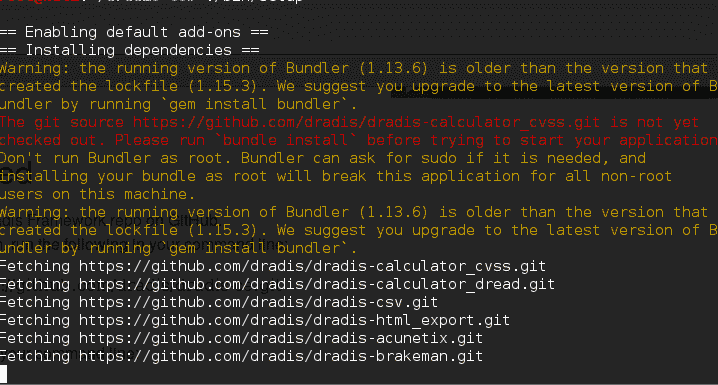 == Enabling default add-ons ==
== Installing dependencies ==
Warning: the running version of Bundler (1.13.6) is older than the version that
created the lockfile (1.15.3). We suggest you upgrade to the latest version of B
undler by running `gem install bundler`.
The git source https://github.com/dradis/dradis-calculator_cvss.git is not yet
checked out. Please run `bundle install` before trying to start your application
Don't run Bundler as root. Bundler can ask for sudo if it is needed, and
installing your bundle as root will break this application for all non-root
users on this machine.
Warning: the running version of Bundler (1.13.6) is older than the version that
created the lockfile (1.15.3). We suggest you upgrade to the latest version of B
undler by running `gem install bundler`.
Fetching https://github.com/dradis/dradis-calculator_cvss.git
Fetching https://github.com/dradis/dradis-calculator_dread.git
Fetching https://github.com/dradis/dradis-csv.git
Fetching https://github.com/dradis/dradis-html_export.git
Fetching https://github.com/dradis/dradis-acunetix.git
Fetching https://github.com/dradis/dradis-brakeman.git